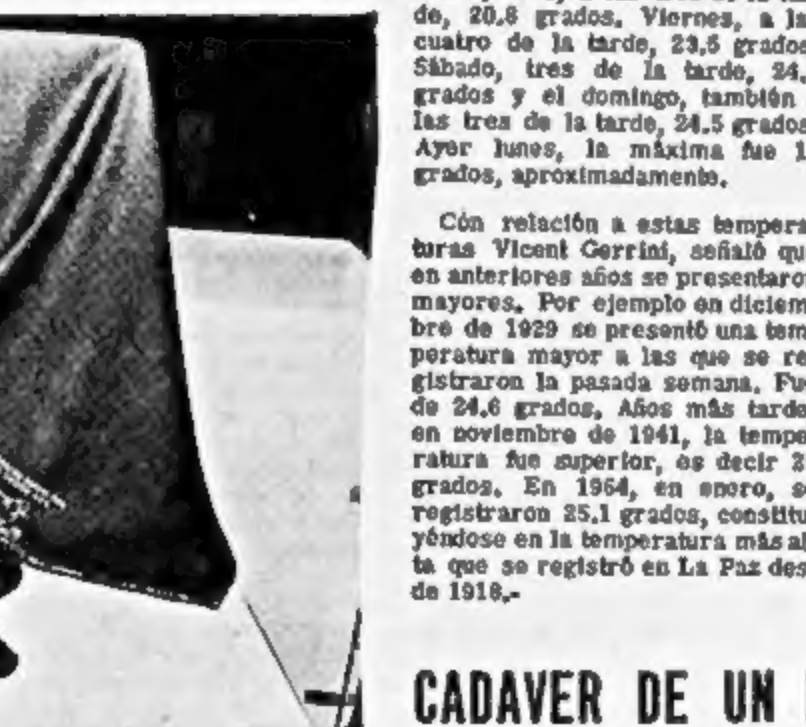 de, 20.8 grados. Viernes, a la
cuatro de la tarde, 23.5 grados
Sábado, tres de la tarde, 24.
grados y el domingo, también
las tres de la tarde, 24.5 grados
Ayer lunes, la máxima fue 1
grados, aproximadamente.
Cón relación a estas tempera
turas Vicent Gerrini, señaló qu
en anteriores años se presentaro
mayores. Por ejemplo en diciem
bre de 1929 se presentó una tem
peratura mayor a las que se re
gistraron la pasada semana. Fu
de 24.6 grados. Años más tarde
en noviembre de 1941, la tempe
ratura fue superior, es decir 2
grados. En 1964, en enero, s
registraron 25.1 grados, constitu
yéndose en la temperatura más al
ta que se registró en La Paz des
de 1918.-
CADAVER DE UN